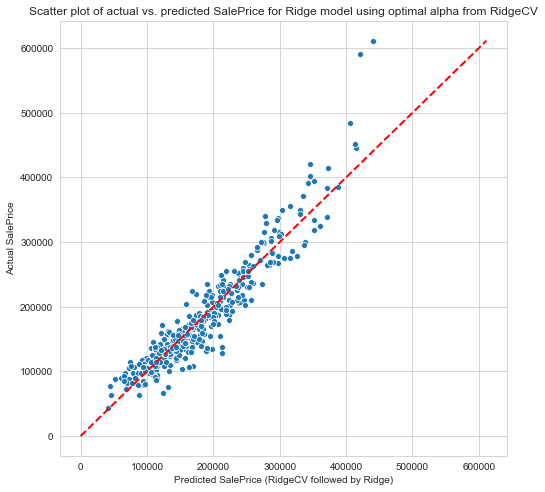 Scatter plot of actual vs. predicted SalePrice for Ridge model using optimal alpha from RidgeCV
600000
500000
400000
300000
200000
100000
0
Actual SalePrice
0 100000 200000 300000 400000 500000 600000
Predicted SalePrice (RidgeCV followed by Ridge)